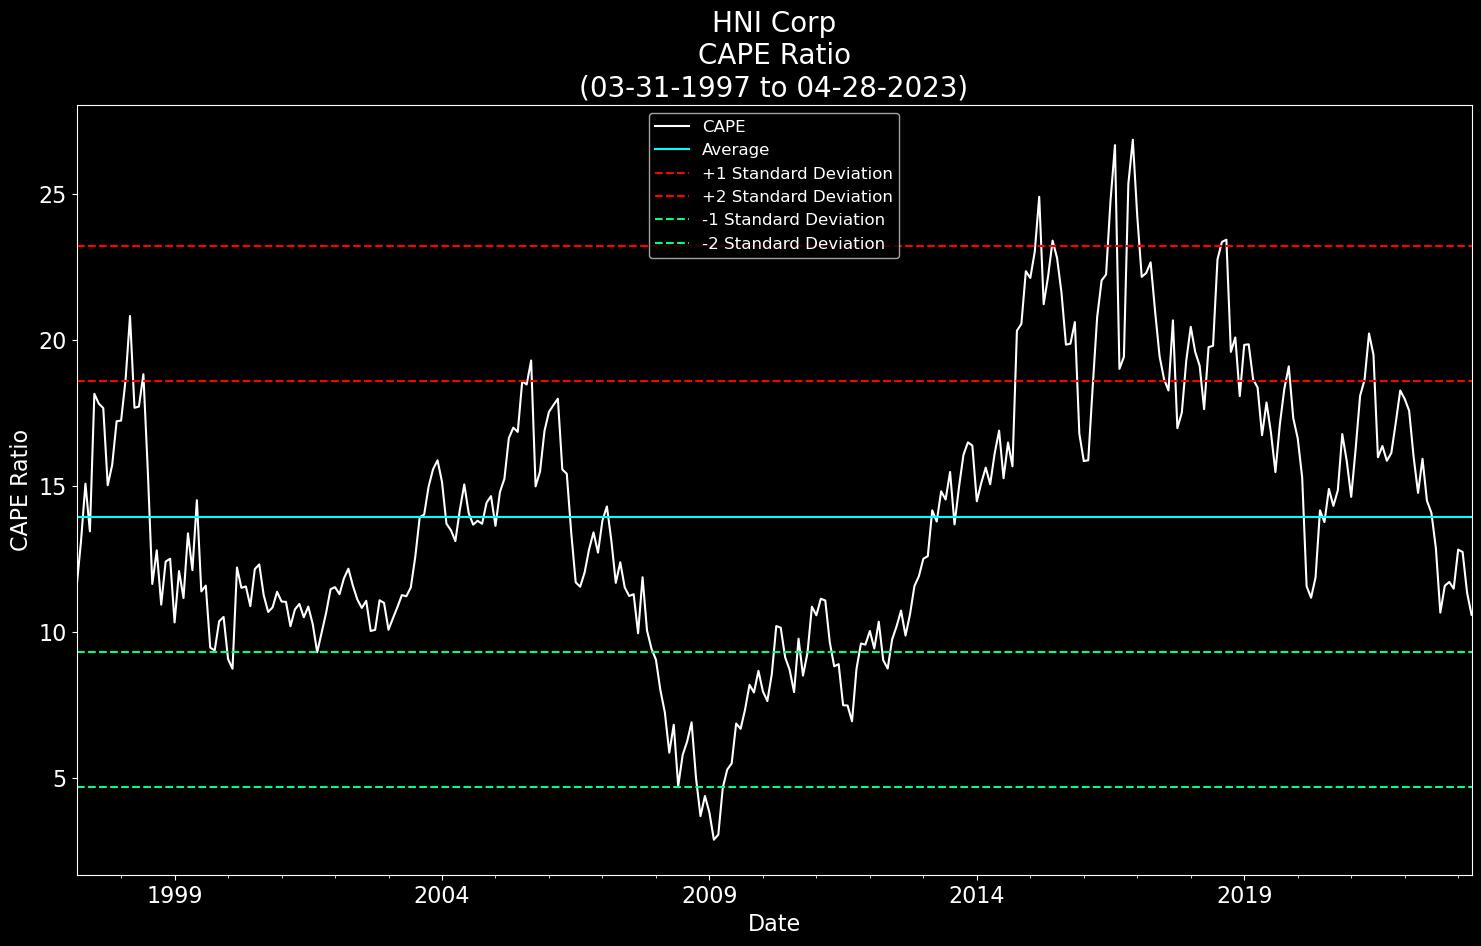 HNI Corp
CAPE Ratio
(03-31-1997 to 04-28-2023)
CAPE
Average
+1 Standard Deviation
+2 Standard Deviation
-1 Standard Deviation
-2 Standard Deviation
25
20
15
10
5
CAPE Ratio
1999
2004
2009
2014
2019
Date